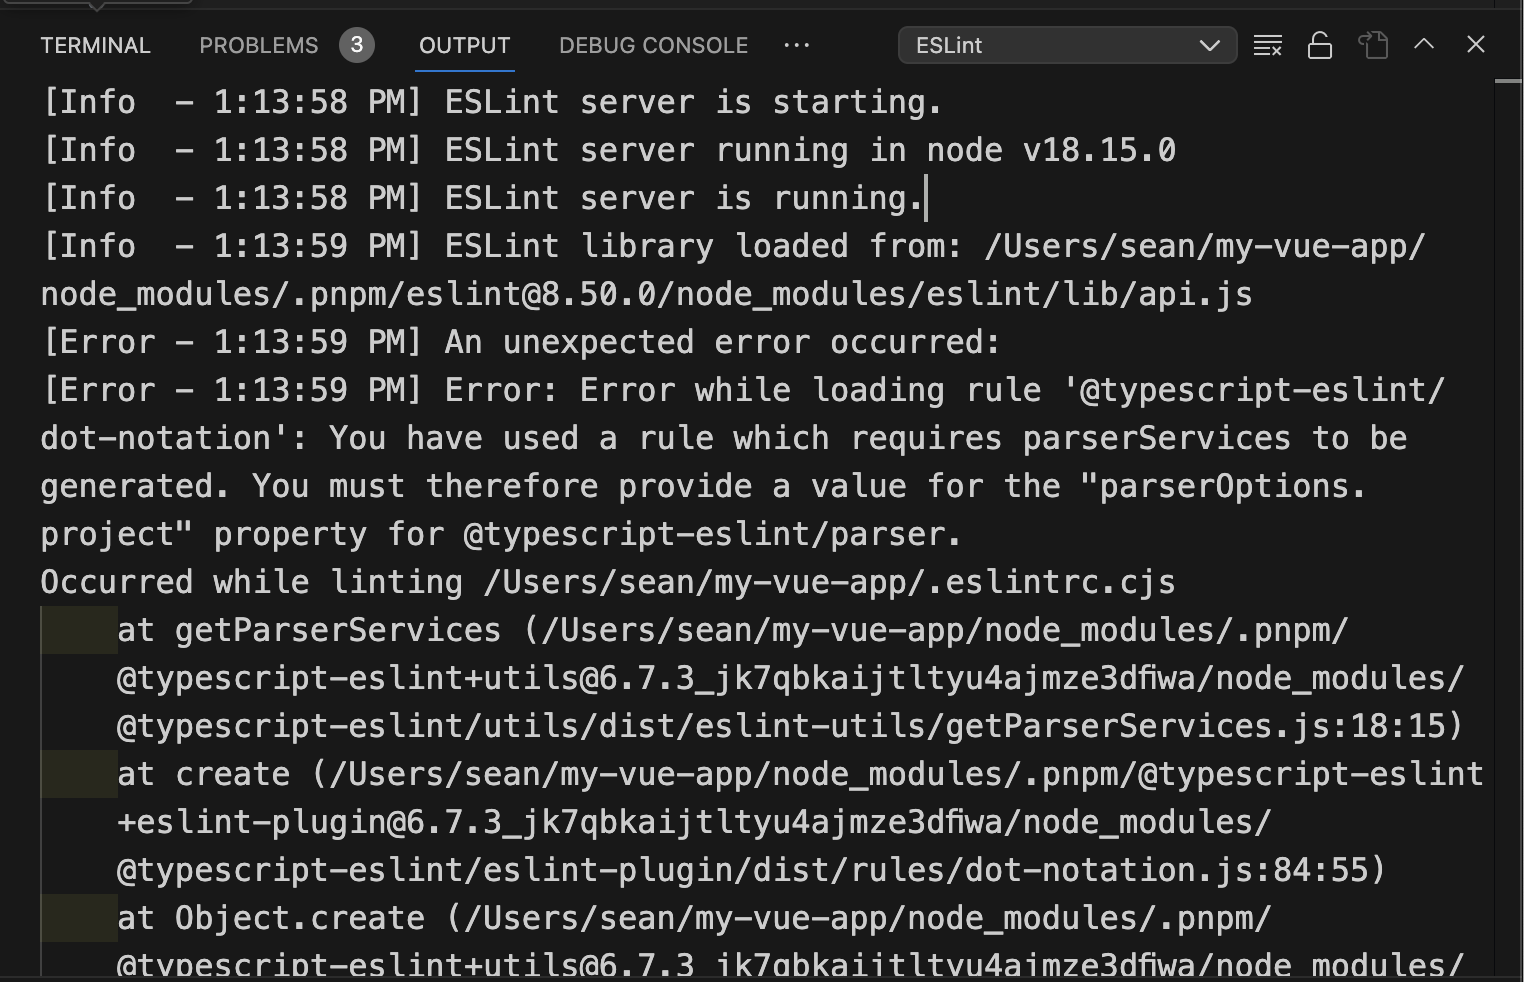 TERMINAL PROBLEMS 3 OUTPUT DEBUG CONSOLE ··· ESLint
[Info  - 1:13:58 PM] ESLint server is starting.
[Info  - 1:13:58 PM] ESLint server running in node v18.15.0
[Info  - 1:13:58 PM] ESLint server is running.
[Info  - 1:13:59 PM] ESLint library loaded from: /Users/sean/my-vue-app/
node_modules/.pnpm/eslint@8.50.0/node_modules/eslint/lib/api.js
[Error - 1:13:59 PM] An unexpected error occurred:
[Error - 1:13:59 PM] Error: Error while loading rule '@typescript-eslint/
dot-notation': You have used a rule which requires parserServices to be
generated. You must therefore provide a value for the "parserOptions.
project" property for @typescript-eslint/parser.
Occurred while linting /Users/sean/my-vue-app/.eslintrc.cjs
at getParserServices (/Users/sean/my-vue-app/node_modules/.pnpm/
@typescript-eslint+utils@6.7.3_jk7qbkaijtltyu4ajmze3dfiwa/node_modules/
@typescript-eslint/utils/dist/eslint-utils/getParserServices.js:18:15)
at create (/Users/sean/my-vue-app/node_modules/.pnpm/@typescript-eslint
+eslint-plugin@6.7.3_jk7qbkaijtltyu4ajmze3dfiwa/node_modules/
@typescript-eslint/eslint-plugin/dist/rules/dot-notation.js:84:55)
at Object.create (/Users/sean/my-vue-app/node_modules/.pnpm/
@typescript-eslint+utils@6.7.3_jk7qbkaijtltyu4ajmze3dfiwa/node_modules/